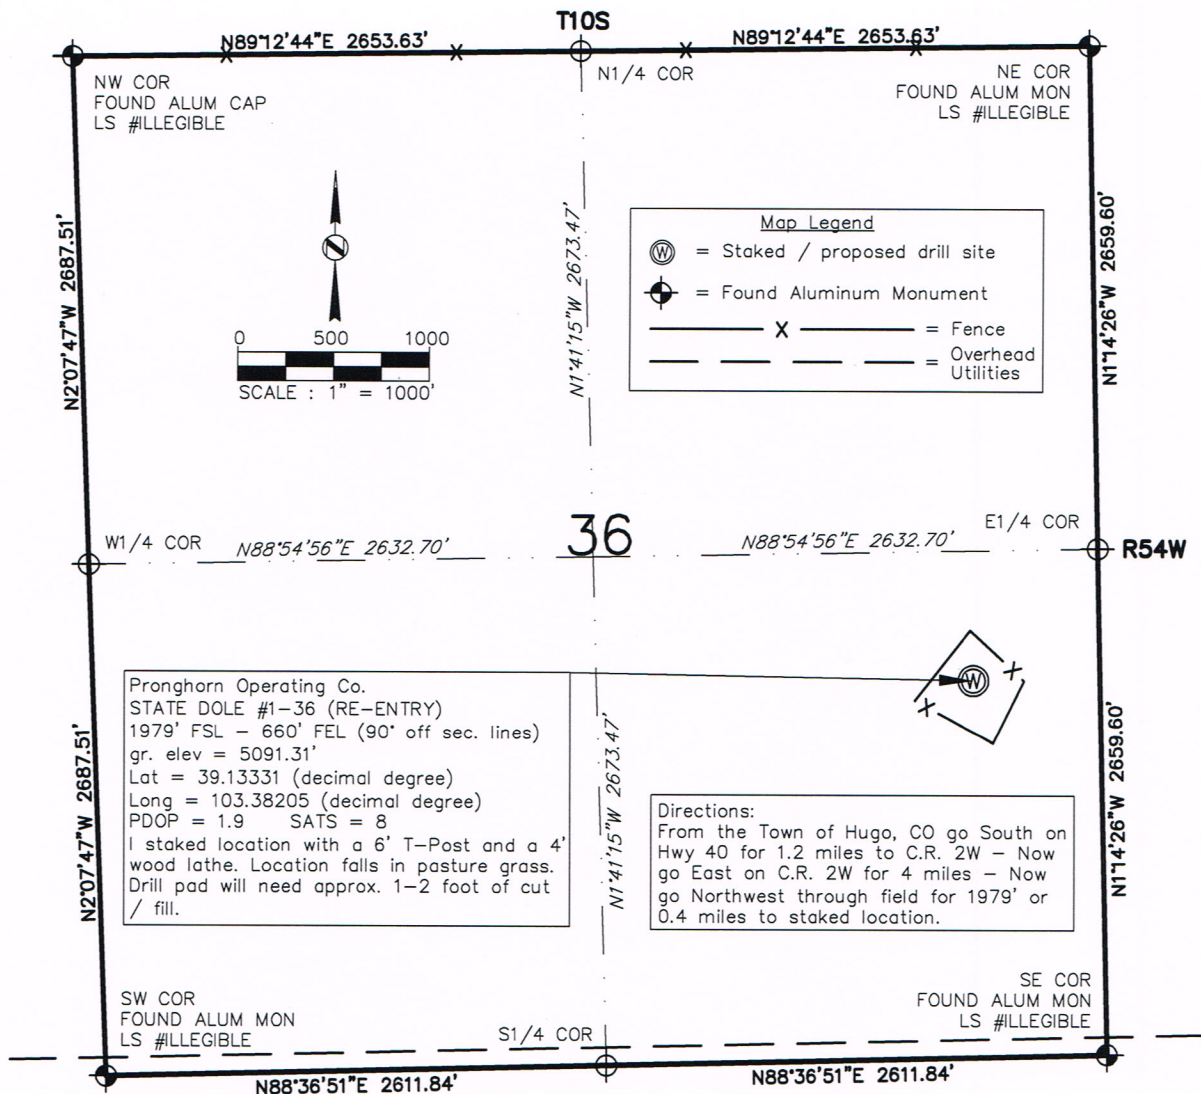 T10S
N89°12'44"E 2653.63'
N89°12'44"E 2653.63'
NW COR
FOUND ALUM CAP
LS #ILLEGIBLE
N1/4 COR
NE COR
FOUND ALUM MON
LS #ILLEGIBLE
N2°07'47"W 2687.51'
N
0 500 1000
SCALE : 1" = 1000'
N1°41'15"W 2673.47'
Map Legend
W = Staked / proposed drill site
= Found Aluminum Monument
X = Fence
= Overhead
Utilities
N1°14'26"W 2659.60'
W1/4 COR
N88°54'56"E 2632.70'
36
N88°54'56"E 2632.70'
E1/4 COR
R54W
Pronghorn Operating Co.
STATE DOLE #1-36 (RE-ENTRY)
1979' FSL - 660' FEL (90° off sec. lines)
gr. elev = 5091.31'
Lat = 39.13331 (decimal degree)
Long = 103.38205 (decimal degree)
PDOP = 1.9 SATS = 8
I staked location with a 6' T-Post and a 4'
wood lathe. Location falls in pasture grass.
Drill pad will need approx. 1-2 foot of cut
/ fill.
W
X
X
N2°07'47"W 2687.51'
N1°41'15"W 2673.47'
Directions:
From the Town of Hugo, CO go South on
Hwy 40 for 1.2 miles to C.R. 2W - Now
go East on C.R. 2W for 4 miles - Now
go Northwest through field for 1979' or
0.4 miles to staked location.
N1°14'26"W 2659.60'
SW COR
FOUND ALUM MON
LS #ILLEGIBLE
S1/4 COR
SE COR
FOUND ALUM MON
LS #ILLEGIBLE
N88°36'51"E 2611.84'
N88°36'51"E 2611.84'